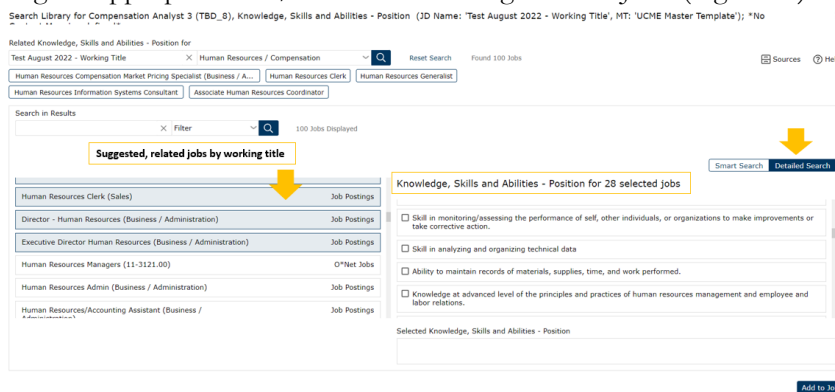 Search Library for Compensation Analyst 3 (TBD_8), Knowledge, Skills and Abilities - Position  (JD Name: 'Test August 2022 - Working Title', MT: 'UCME Master Template'); *No
Related Knowledge, Skills and Abilities - Position for
Test August 2022 - Working Title × Human Resources / Compensation Reset Search Found 100 Jobs Sources
Human Resources Compensation Market Pricing Specialist (Business / A... Human Resources Clerk Human Resources Generalist
Human Resources Information Systems Consultant Associate Human Resources Coordinator
Search in Results
× Filter 100 Jobs Displayed
Suggested, related jobs by working title
Smart Search Detailed Search
Knowledge, Skills and Abilities - Position for 28 selected jobs
Human Resources Clerk (Sales) Job Postings
Director - Human Resources (Business / Administration) Job Postings
Executive Director Human Resources (Business / Administration) Job Postings
Human Resources Managers (11-3121.00) O*Net Jobs
Human Resources Admin (Business / Administration) Job Postings
Human Resources/Accounting Assistant (Business / Job Postings
Skill in monitoring/assessing the performance of self, other individuals, or organizations to make improvements or
take corrective action.
Skill in analyzing and organizing technical data
Ability to maintain records of materials, supplies, time, and work performed.
Knowledge at advanced level of the principles and practices of human resources management and employee and
labor relations.
Selected Knowledge, Skills and Abilities - Position
Add to